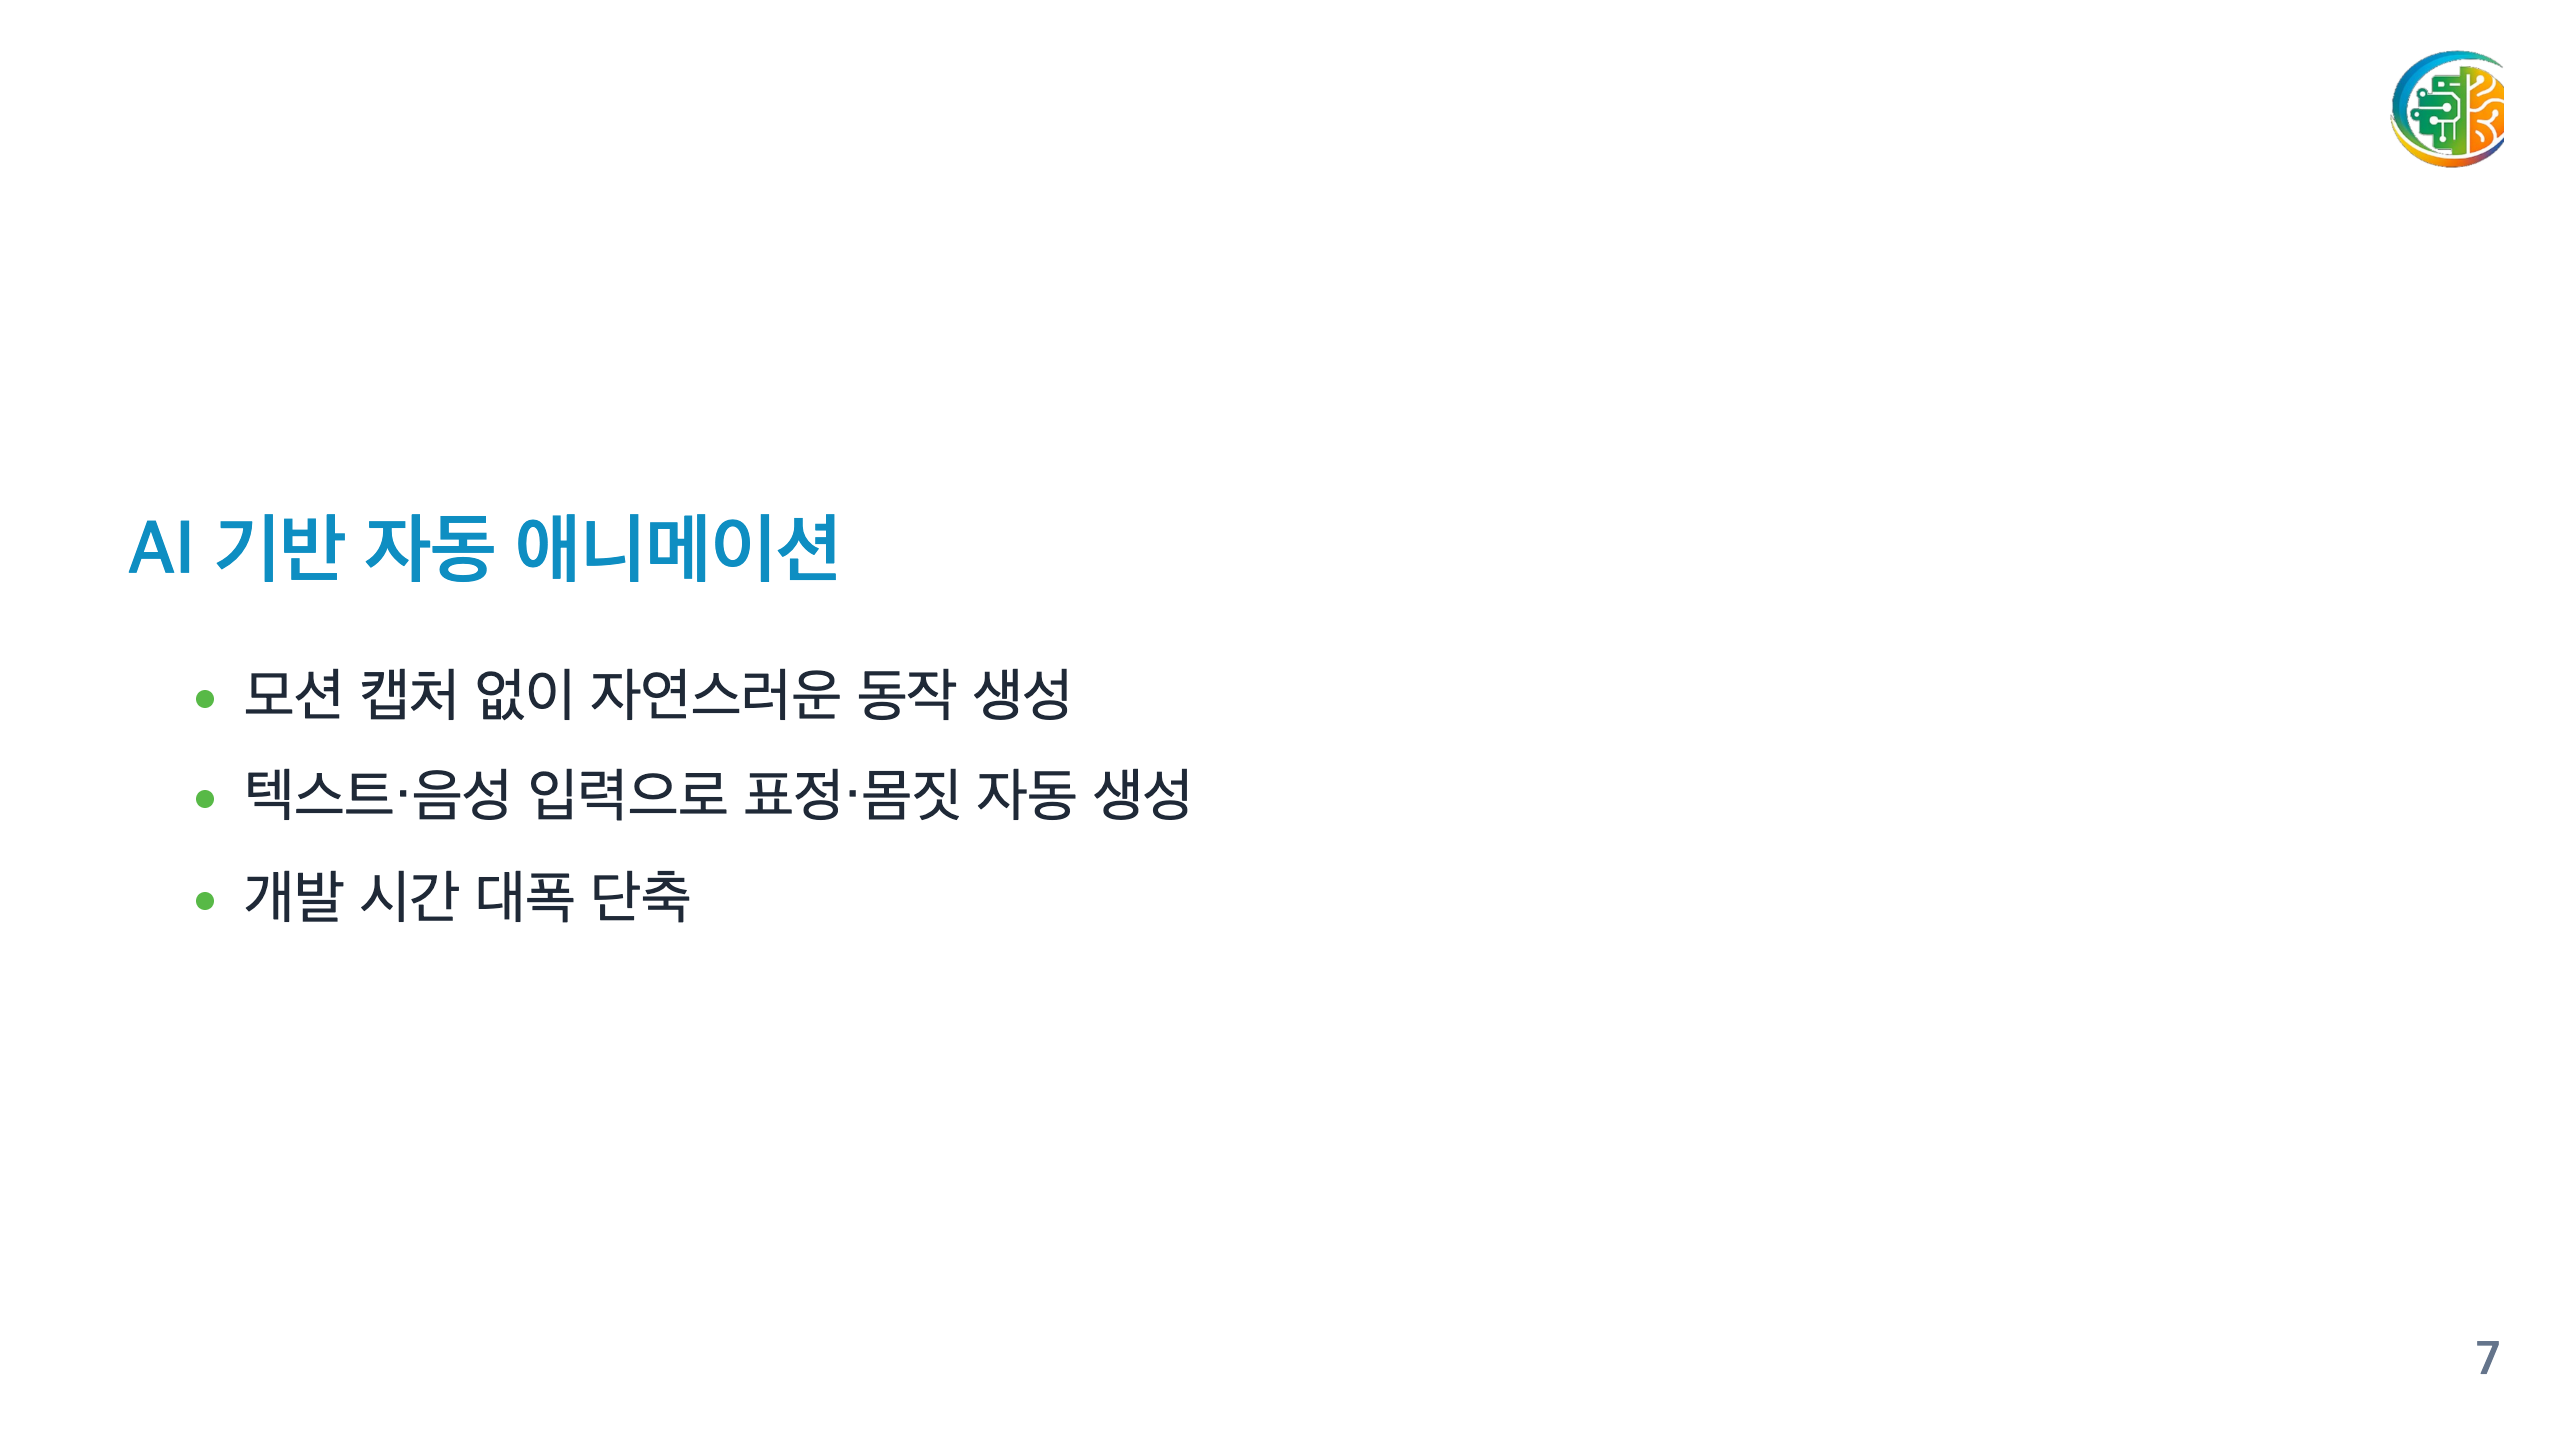 AI 기반 자동 애니메이션
모션 캡처 없이 자연스러운 동작 생성
텍스트·음성 입력으로 표정·몸짓 자동 생성
개발 시간 대폭 단축
7